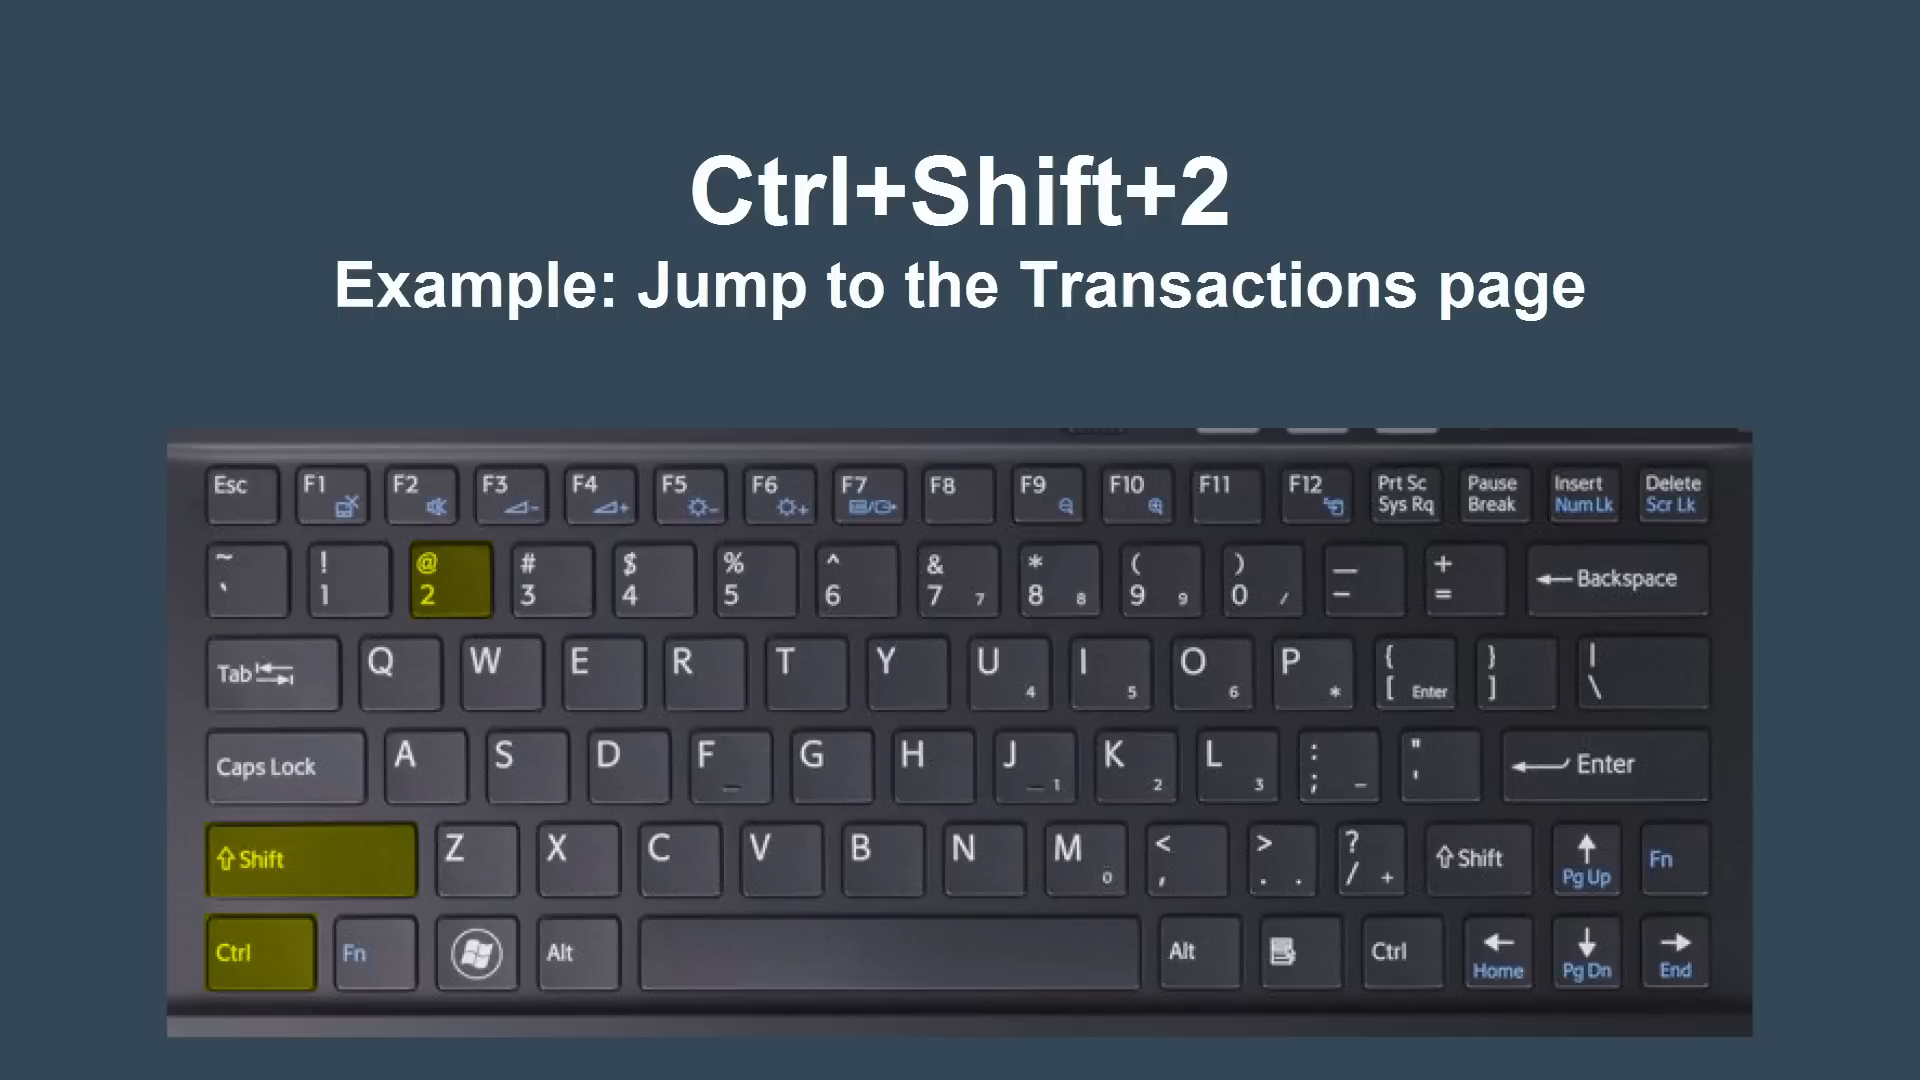 Ctrl+Shift+2
Example: Jump to the Transactions page
Esc F1 F2 F3 F4 F5 F6 F7 F8 F9 F10 F11 F12 Prt Sc Sys Rq Pause Break Insert Num Lk Delete Scr Lk
~ ` ! 1 @ 2 # 3 $ 4 % 5 ^ 6 & 7 7 * 8 8 ( 9 9 ) 0 / — – + = Backspace
Tab Q W E R T Y U 4 I 5 O 6 P * { [ Enter } ] | \
Caps Lock A S D F G H J 1 K 2 L 3 : ; – " ' Enter
Shift Z X C V B N M 0 < , > . . ? / + Shift Pg Up Fn
Ctrl Fn Alt Alt Ctrl Home Pg Dn End